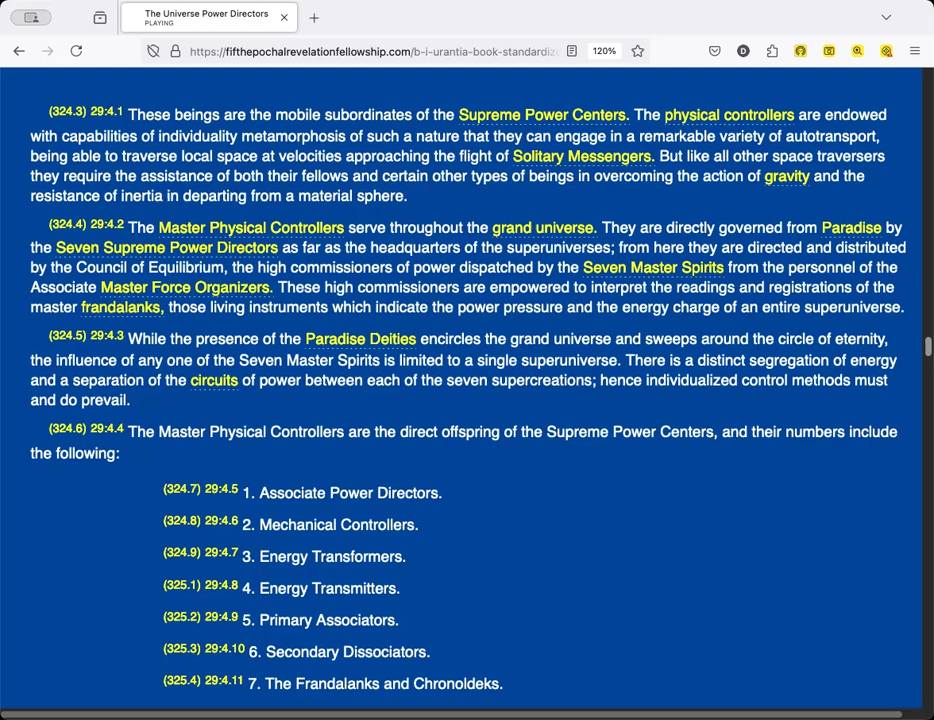 The Universe Power Directors
PLAYING
https://fifthepochalrevelationfellowship.com/b-i-urantia-book-standardize
120%
(324.3) 29:4.1 These beings are the mobile subordinates of the Supreme Power Centers. The physical controllers are endowed
with capabilities of individuality metamorphosis of such a nature that they can engage in a remarkable variety of autotransport,
being able to traverse local space at velocities approaching the flight of Solitary Messengers. But like all other space traversers
they require the assistance of both their fellows and certain other types of beings in overcoming the action of gravity and the
resistance of inertia in departing from a material sphere.
(324.4) 29:4.2 The Master Physical Controllers serve throughout the grand universe. They are directly governed from Paradise by
the Seven Supreme Power Directors as far as the headquarters of the superuniverses; from here they are directed and distributed
by the Council of Equilibrium, the high commissioners of power dispatched by the Seven Master Spirits from the personnel of the
Associate Master Force Organizers. These high commissioners are empowered to interpret the readings and registrations of the
master frandalanks, those living instruments which indicate the power pressure and the energy charge of an entire superuniverse.
(324.5) 29:4.3 While the presence of the Paradise Deities encircles the grand universe and sweeps around the circle of eternity,
the influence of any one of the Seven Master Spirits is limited to a single superuniverse. There is a distinct segregation of energy
and a separation of the circuits of power between each of the seven supercreations; hence individualized control methods must
and do prevail.
(324.6) 29:4.4 The Master Physical Controllers are the direct offspring of the Supreme Power Centers, and their numbers include
the following:
(324.7) 29:4.5 1. Associate Power Directors.
(324.8) 29:4.6 2. Mechanical Controllers.
(324.9) 29:4.7 3. Energy Transformers.
(325.1) 29:4.8 4. Energy Transmitters.
(325.2) 29:4.9 5. Primary Associators.
(325.3) 29:4.10 6. Secondary Dissociators.
(325.4) 29:4.11 7. The Frandalanks and Chronoldeks.